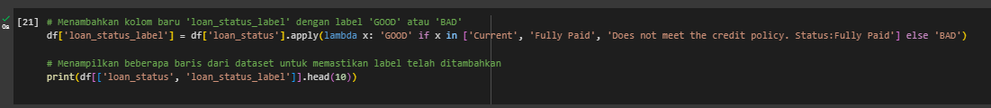 [21] # Menambahkan kolom baru 'loan_status_label' dengan label 'GOOD' atau 'BAD'
df['loan_status_label'] = df['loan_status'].apply(lambda x: 'GOOD' if x in ['Current', 'Fully Paid', 'Does not meet the credit policy. Status:Fully Paid'] else 'BAD')
# Menampilkan beberapa baris dari dataset untuk memastikan label telah ditambahkan
print(df[['loan_status', 'loan_status_label']].head(10))